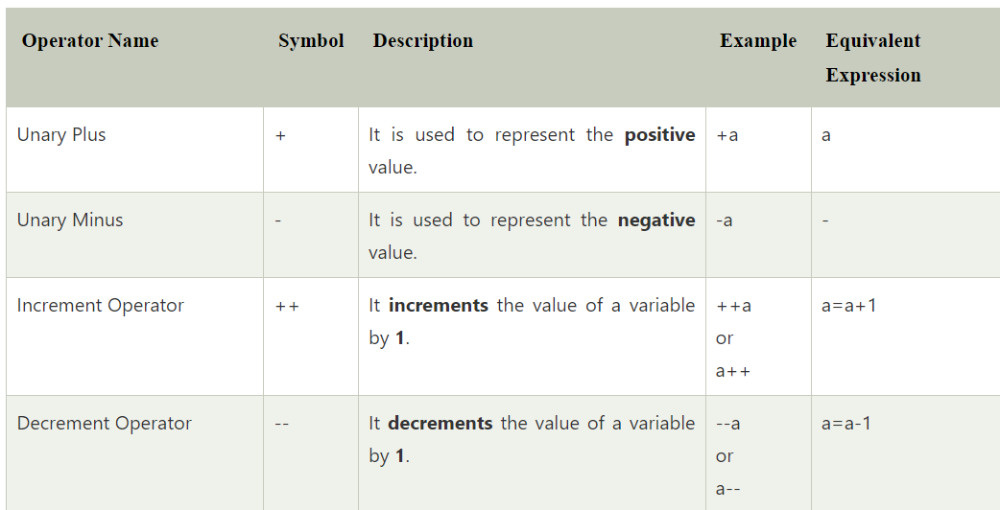 Operator Name Symbol Description Example Equivalent
Expression
Unary Plus + It is used to represent the positive +a a
value.
Unary Minus - It is used to represent the negative -a -
value.
Increment Operator ++ It increments the value of a variable ++a a=a+1
by 1. or
a++
Decrement Operator -- It decrements the value of a variable --a a=a-1
by 1. or
a--